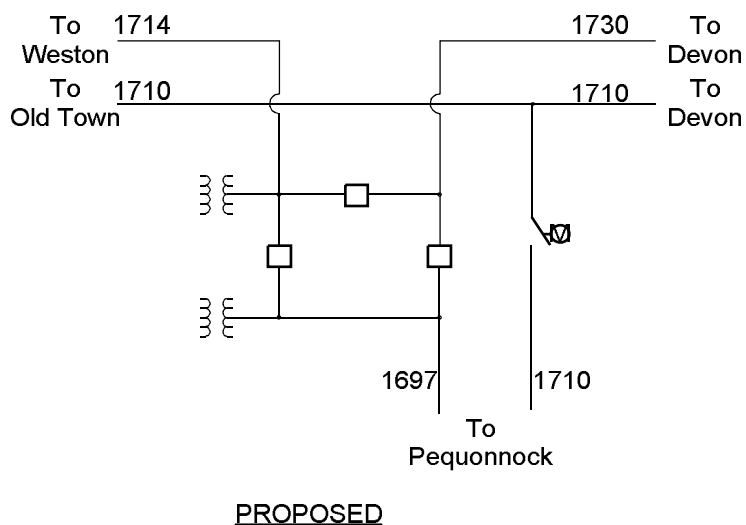 To 1714
Weston
1730 To
Devon
To 1710
Old Town
1710 To
Devon
M
1697
1710
To
Pequonnock
PROPOSED